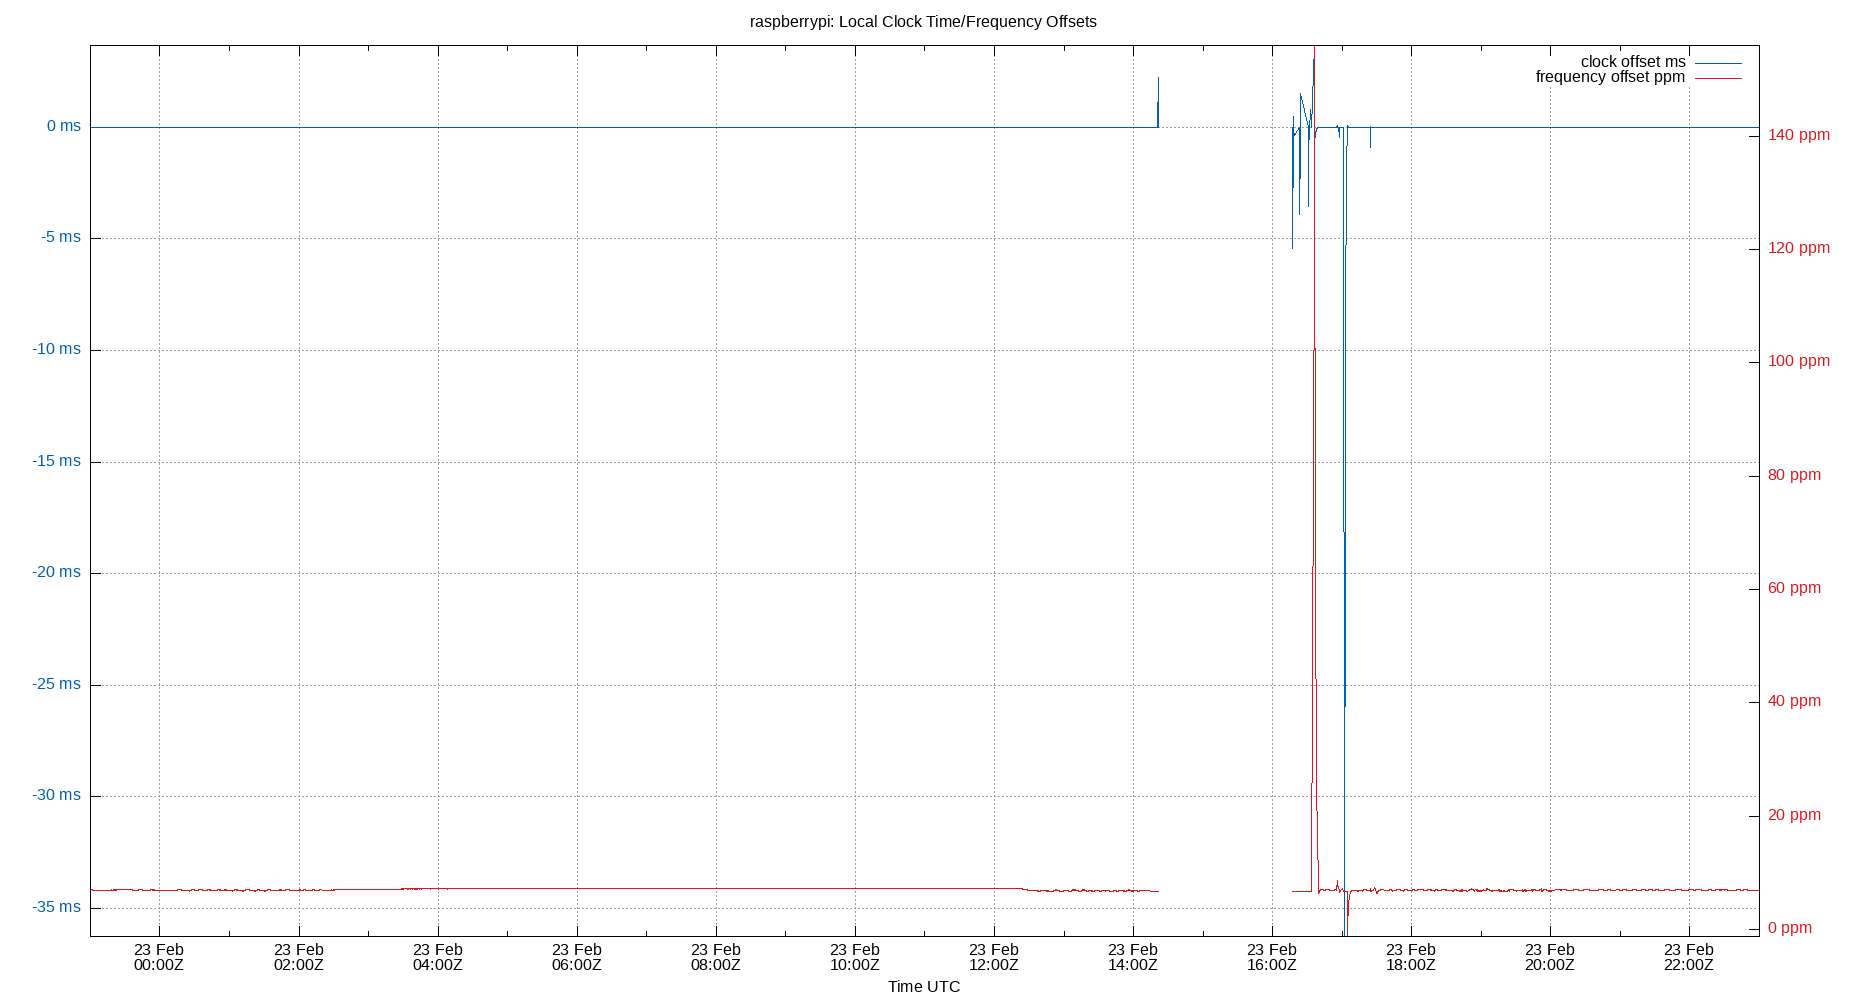 raspberrypi: Local Clock Time/Frequency Offsets
clock offset ms
frequency offset ppm
0 ms
-5 ms
-10 ms
-15 ms
-20 ms
-25 ms
-30 ms
-35 ms
140 ppm
120 ppm
100 ppm
80 ppm
60 ppm
40 ppm
20 ppm
0 ppm
23 Feb 23 Feb 23 Feb 23 Feb 23 Feb 23 Feb 23 Feb 23 Feb 23 Feb 23 Feb 23 Feb 23 Feb
00:00Z 02:00Z 04:00Z 06:00Z 08:00Z 10:00Z 12:00Z 14:00Z 16:00Z 18:00Z 20:00Z 22:00Z
Time UTC